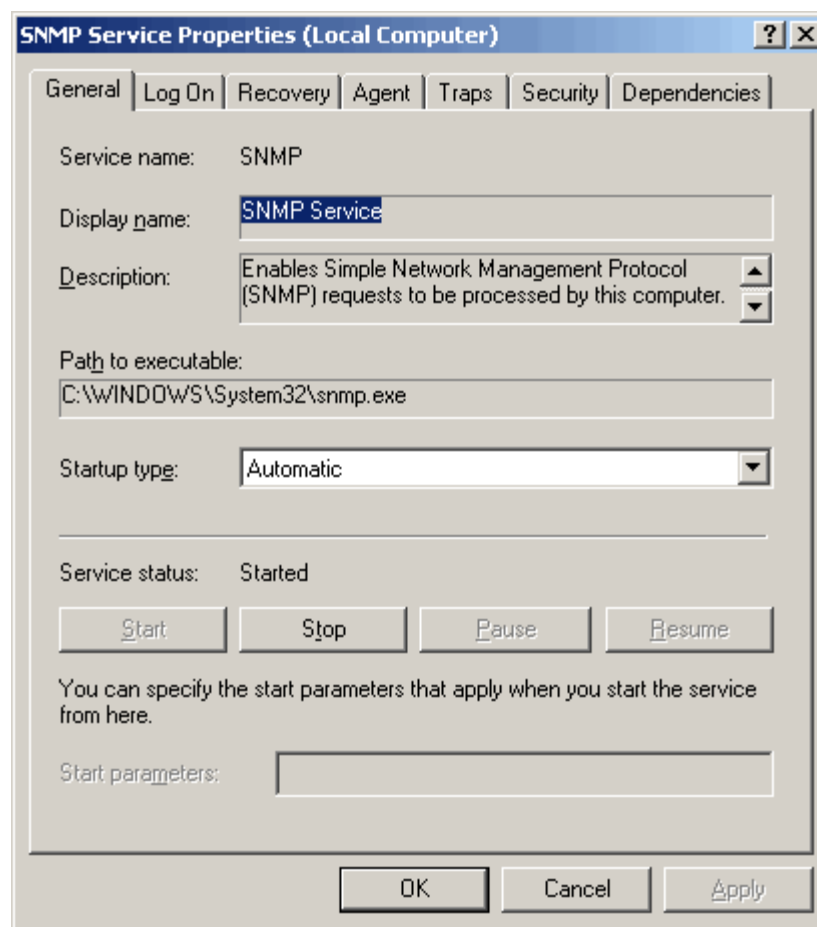 SNMP Service Properties (Local Computer) ? X
General Log On Recovery Agent Traps Security Dependencies
Service name: SNMP
Display name: SNMP Service
Description: Enables Simple Network Management Protocol
(SNMP) requests to be processed by this computer.
Path to executable:
C:\WINDOWS\System32\snmp.exe
Startup type: Automatic
Service status: Started
Start Stop Pause Resume
You can specify the start parameters that apply when you start the service
from here.
Start parameters:
OK Cancel Apply